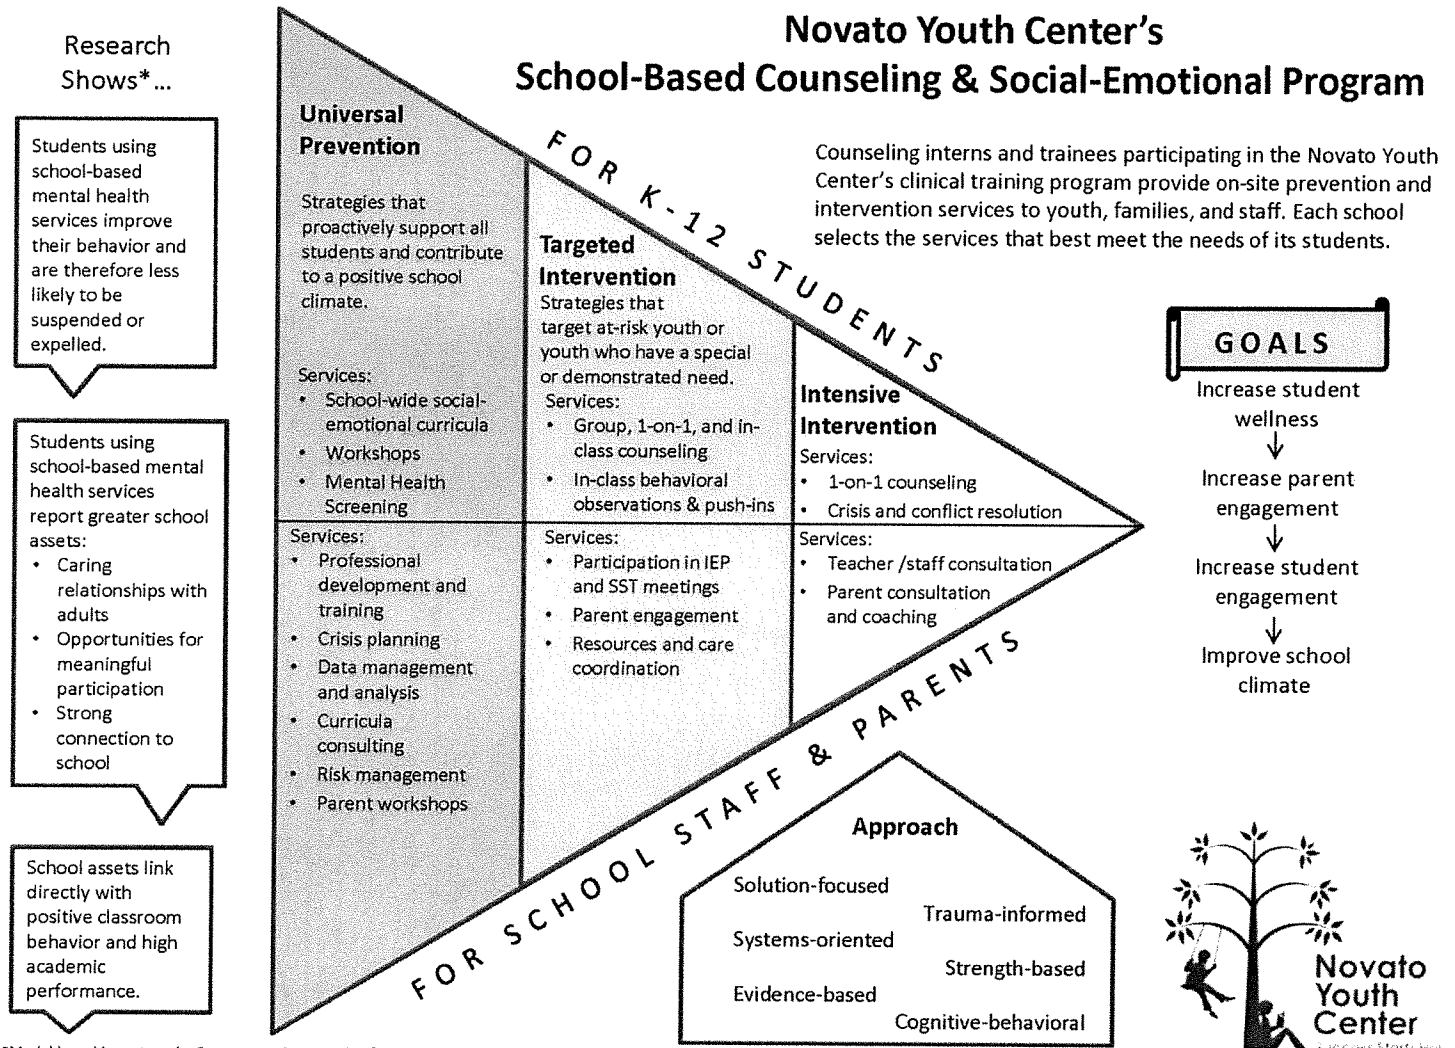 Novato Youth Center's
School-Based Counseling & Social-Emotional Program
Research
Shows*...
Students using
school-based
mental health
services improve
their behavior and
are therefore less
likely to be
suspended or
expelled.
Students using
school-based mental
health services
report greater school
assets:
• Caring
relationships with
adults
• Opportunities for
meaningful
participation
• Strong
connection to
school
School assets link
directly with
positive classroom
behavior and high
academic
performance.
Universal
Prevention
Strategies that
proactively support all
students and contribute
to a positive school
climate.
Services:
• School-wide social-
emotional curricula
• Workshops
• Mental Health
Screening
Services:
• Professional
development and
training
• Crisis planning
• Data management
and analysis
• Curricula
consulting
• Risk management
• Parent workshops
FOR K-12 STUDENTS
Targeted
Intervention
Strategies that
target at-risk youth or
youth who have a special
or demonstrated need.
Services:
• Group, 1-on-1, and in-
class counseling
• In-class behavioral
observations & push-ins
Services:
• Participation in IEP
and SST meetings
• Parent engagement
• Resources and care
coordination
Intensive
Intervention
Services:
• 1-on-1 counseling
• Crisis and conflict resolution
Services:
• Teacher /staff consultation
• Parent consultation
and coaching
FOR SCHOOL STAFF & PARENTS
Counseling interns and trainees participating in the Novato Youth
Center's clinical training program provide on-site prevention and
intervention services to youth, families, and staff. Each school
selects the services that best meet the needs of its students.
GOALS
Increase student
wellness
↓
Increase parent
engagement
↓
Increase student
engagement
↓
Improve school
climate
Approach
Solution-focused
Trauma-informed
Systems-oriented
Strength-based
Evidence-based
Cognitive-behavioral
Novato
Youth
Center